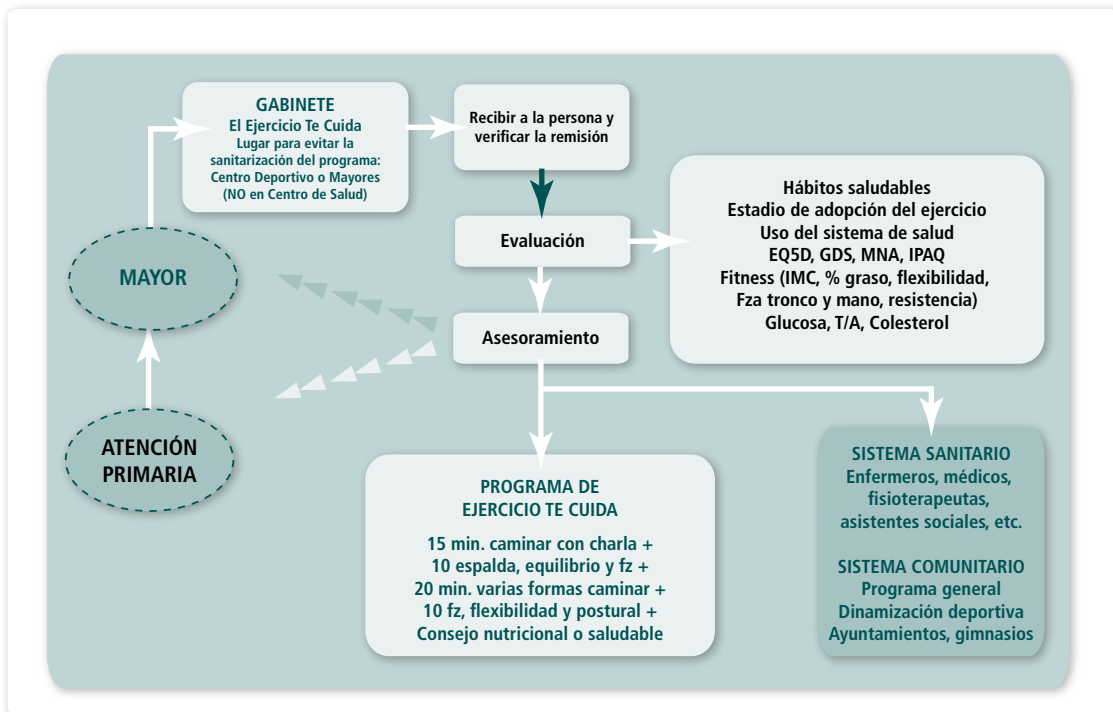 GABINETE
El Ejercicio Te Cuida
Lugar para evitar la
sanitarización del programa:
Centro Deportivo o Mayores
(NO en Centro de Salud)
Recibir a la persona y
verificar la remisión
Evaluación
Hábitos saludables
Estadio de adopción del ejercicio
Uso del sistema de salud
EQ5D, GDS, MNA, IPAQ
Fitness (IMC, % graso, flexibilidad,
Fza tronco y mano, resistencia)
Glucosa, T/A, Colesterol
MAYOR
Asesoramiento
ATENCIÓN
PRIMARIA
PROGRAMA DE
EJERCICIO TE CUIDA
15 min. caminar con charla +
10 espalda, equilibrio y fz +
20 min. varias formas caminar +
10 fz, flexibilidad y postural +
Consejo nutricional o saludable
SISTEMA SANITARIO
Enfermeros, médicos,
fisioterapeutas,
asistentes sociales, etc.
SISTEMA COMUNITARIO
Programa general
Dinamización deportiva
Ayuntamientos, gimnasios